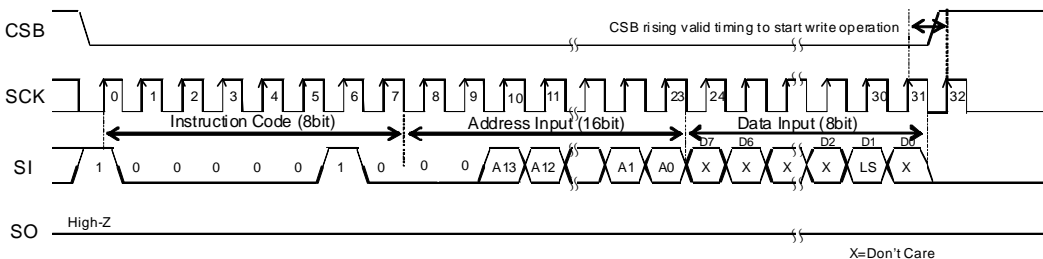 CSB
CSB rising valid timing to start write operation
SCK
0 1 2 3 4 5 6 7 8 9 10 11 23 24 30 31 32
Instruction Code (8bit) Address Input (16bit) Data Input (8bit)
D7 D6 D2 D1 D0
SI
1 0 0 0 0 0 1 0 0 0 A13 A12 A1 A0 X X X X LS X
High-Z
SO
X=Don't Care